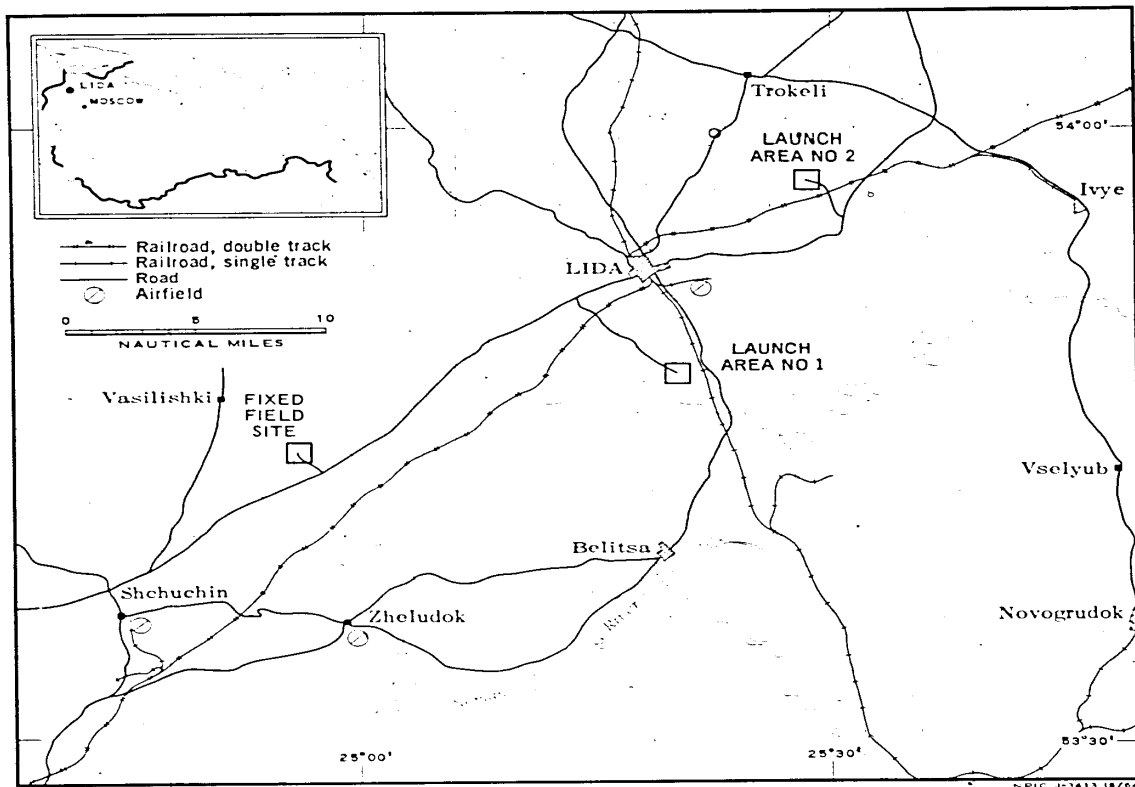 LIDA
MOSCOW
Railroad, double track
Railroad, single track
Road
Airfield
0 5 10
NAUTICAL MILES
Trokeli
54°00'
LAUNCH
AREA NO 2
Ivye
LIDA
LAUNCH
AREA NO 1
Vasilishki
FIXED
FIELD
SITE
Vselyub
Belitsa
Shchuchin
Zheludok
River
Novogrudok
25°00'
25°30'
53°30'